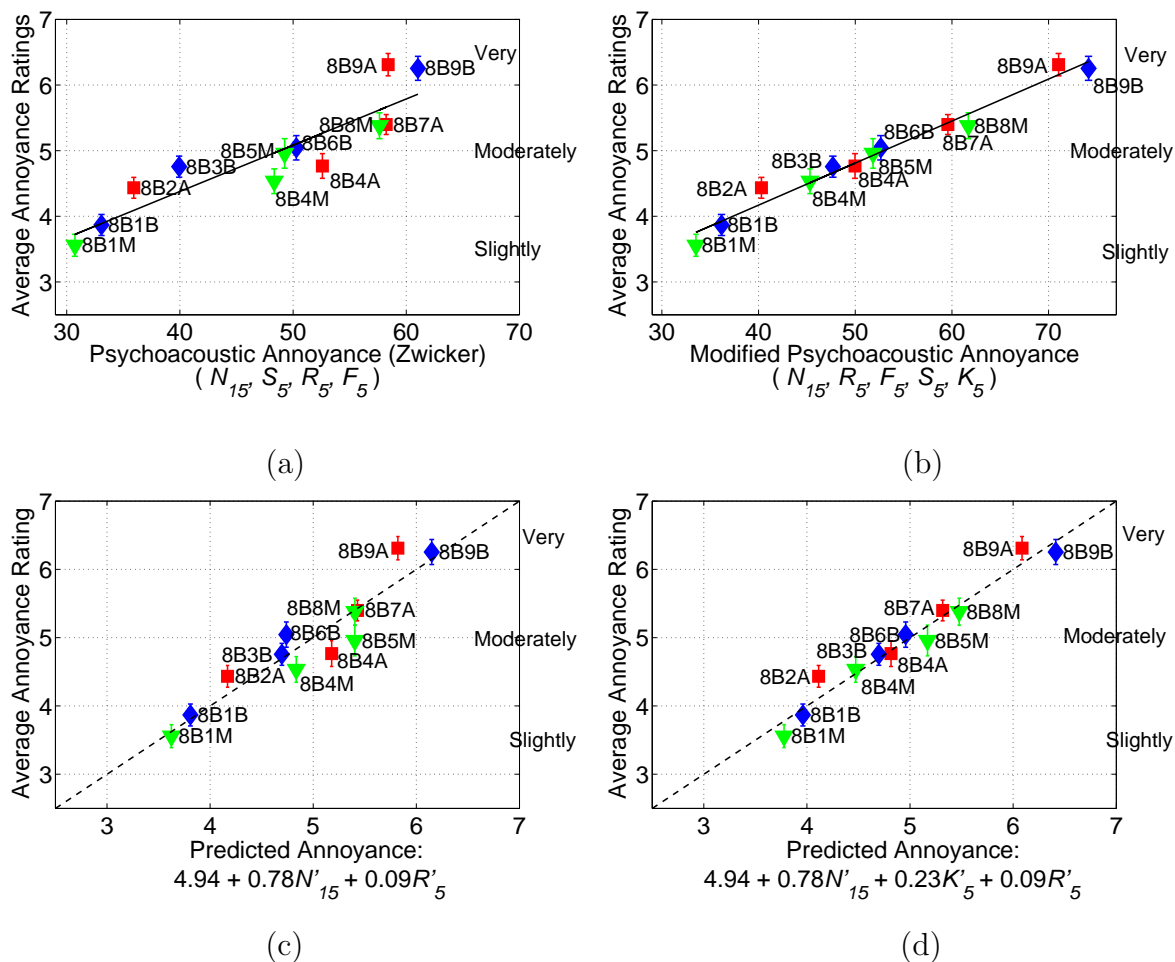 7
6
5
4
3
Average Annoyance Ratings
8B9A
8B9B
8B8M
8B7A
8B5M
8B6B
8B3B
8B4A
8B2A
8B4M
8B1B
8B1M
Very
Moderately
Slightly
30 40 50 60 70
Psychoacoustic Annoyance (Zwicker)
( N15, S5, R5, F5 )
(a)
7
6
5
4
3
Average Annoyance Ratings
8B9A
8B9B
8B6B
8B8M
8B7A
8B3B
8B5M
8B4A
8B2A
8B4M
8B1B
8B1M
Very
Moderately
Slightly
30 40 50 60 70
Modified Psychoacoustic Annoyance
( N15, R5, F5, S5, K5 )
(b)
7
6
5
4
3
Average Annoyance Rating
8B9A
8B9B
8B8M
8B7A
8B6B
8B5M
8B3B
8B4A
8B2A
8B4M
8B1B
8B1M
Very
Moderately
Slightly
3 4 5 6 7
Predicted Annoyance:
4.94 + 0.78N'15 + 0.09R'5
(c)
7
6
5
4
3
Average Annoyance Rating
8B9A
8B9B
8B7A
8B8M
8B6B
8B5M
8B3B
8B4A
8B2A
8B4M
8B1B
8B1M
Very
Moderately
Slightly
3 4 5 6 7
Predicted Annoyance:
4.94 + 0.78N'15 + 0.23K'5 + 0.09R'5
(d)